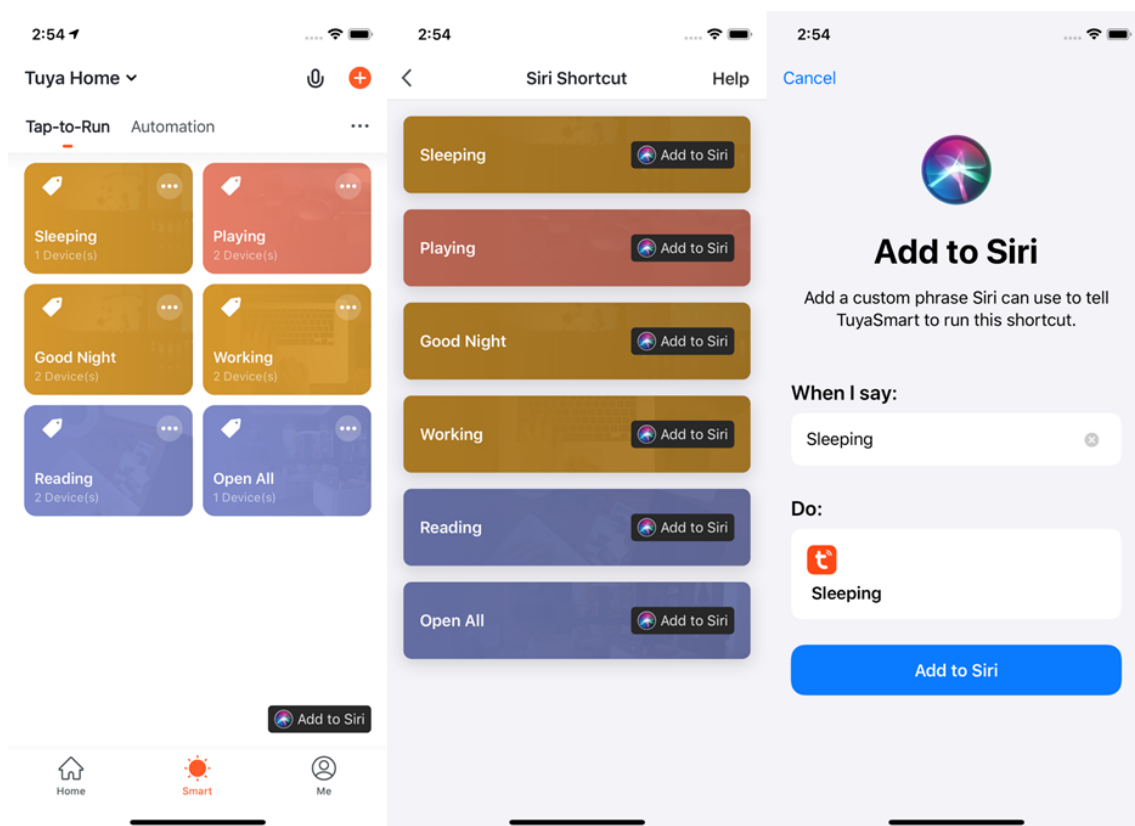 2:54
Tuya Home
Tap-to-Run Automation
Sleeping
1 Device(s)
Playing
2 Device(s)
Good Night
2 Device(s)
Working
2 Device(s)
Reading
2 Device(s)
Open All
1 Device(s)
Add to Siri
Home
Smart
Me
2:54
Siri Shortcut
Help
Sleeping
Add to Siri
Playing
Add to Siri
Good Night
Add to Siri
Working
Add to Siri
Reading
Add to Siri
Open All
Add to Siri
2:54
Cancel
Add to Siri
Add a custom phrase Siri can use to tell
TuyaSmart to run this shortcut.
When I say:
Sleeping
Do:
Sleeping
Add to Siri